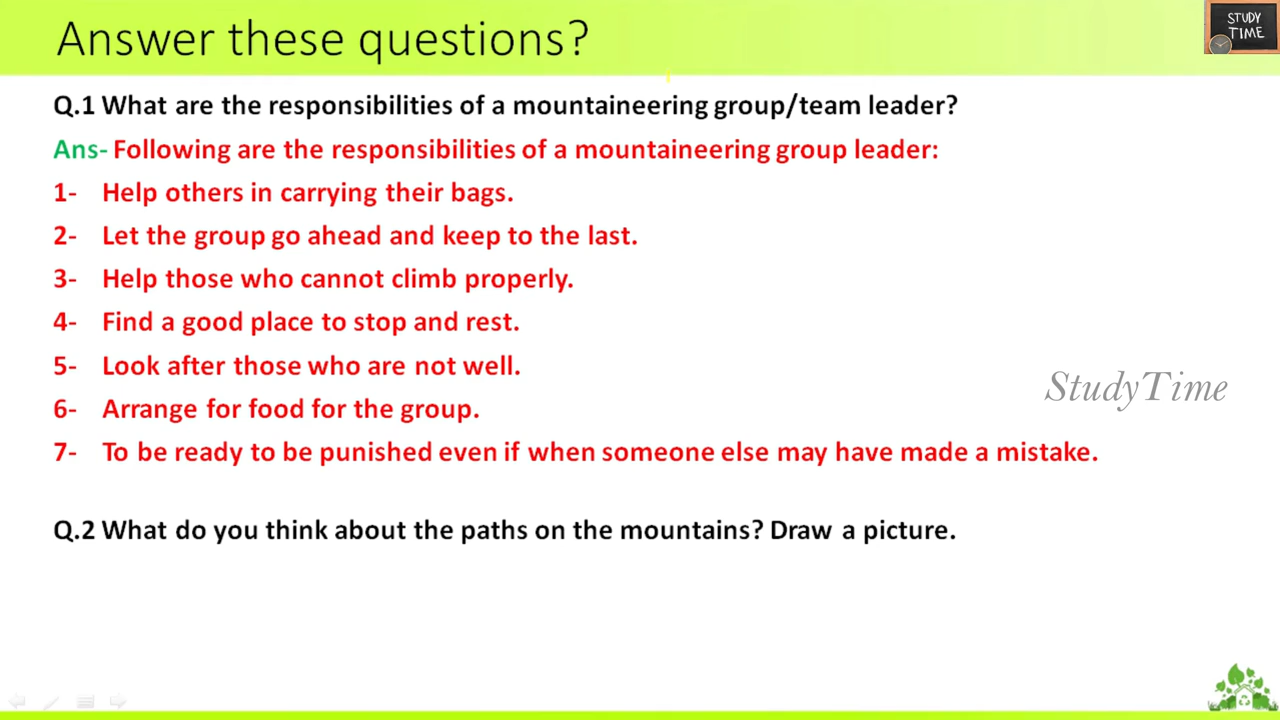 Answer these questions?
STUDY
TIME
Q.1 What are the responsibilities of a mountaineering group/team leader?
Ans- Following are the responsibilities of a mountaineering group leader:
1- Help others in carrying their bags.
2- Let the group go ahead and keep to the last.
3- Help those who cannot climb properly.
4- Find a good place to stop and rest.
5- Look after those who are not well.
StudyTime
6- Arrange for food for the group.
7- To be ready to be punished even if when someone else may have made a mistake.
Q.2 What do you think about the paths on the mountains? Draw a picture.